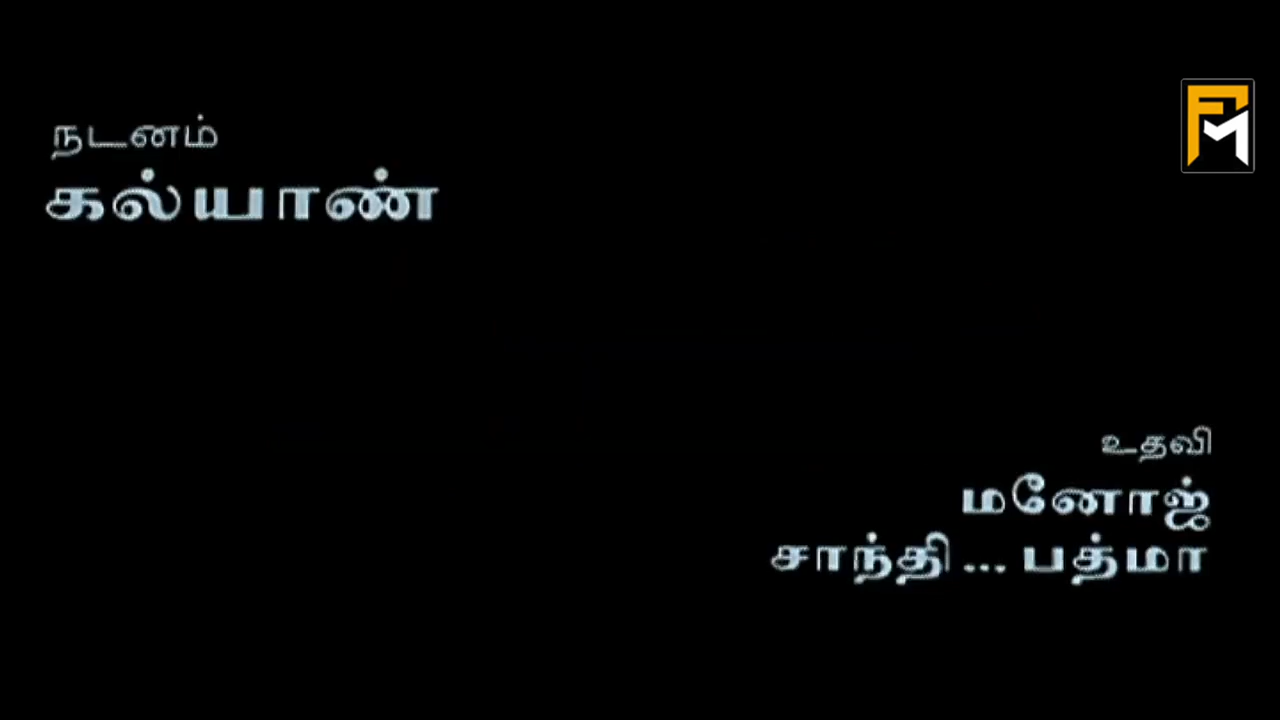 நடனம்
கல்யாண்
உதவி
மனோஜ்
சாந்தி... பத்மா